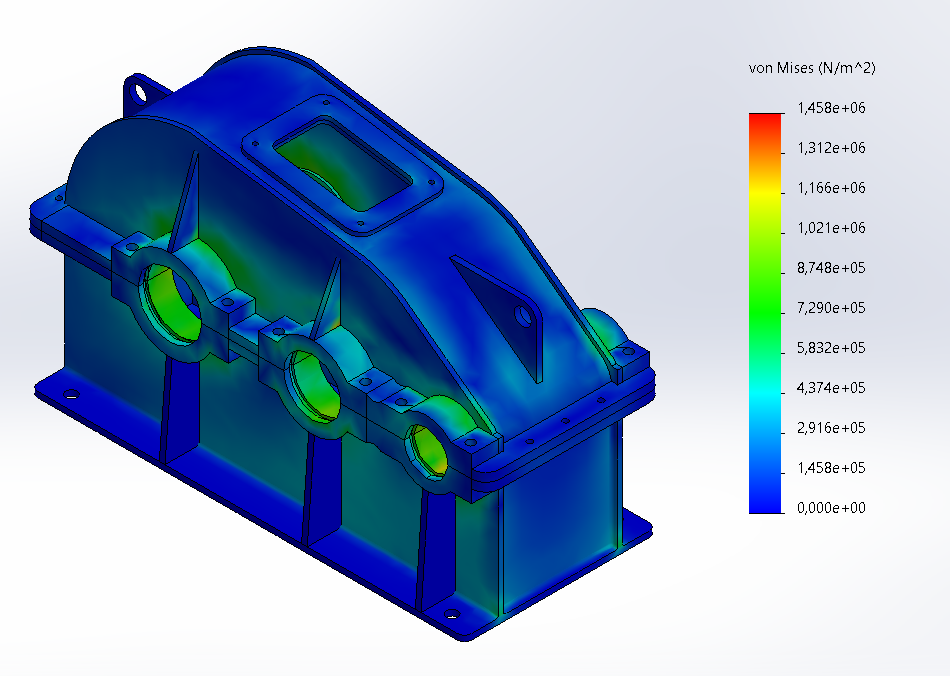 von Mises (N/m^2)
1,458e+06
1,312e+06
1,166e+06
1,021e+06
8,748e+05
7,290e+05
5,832e+05
4,374e+05
2,916e+05
1,458e+05
0,000e+00